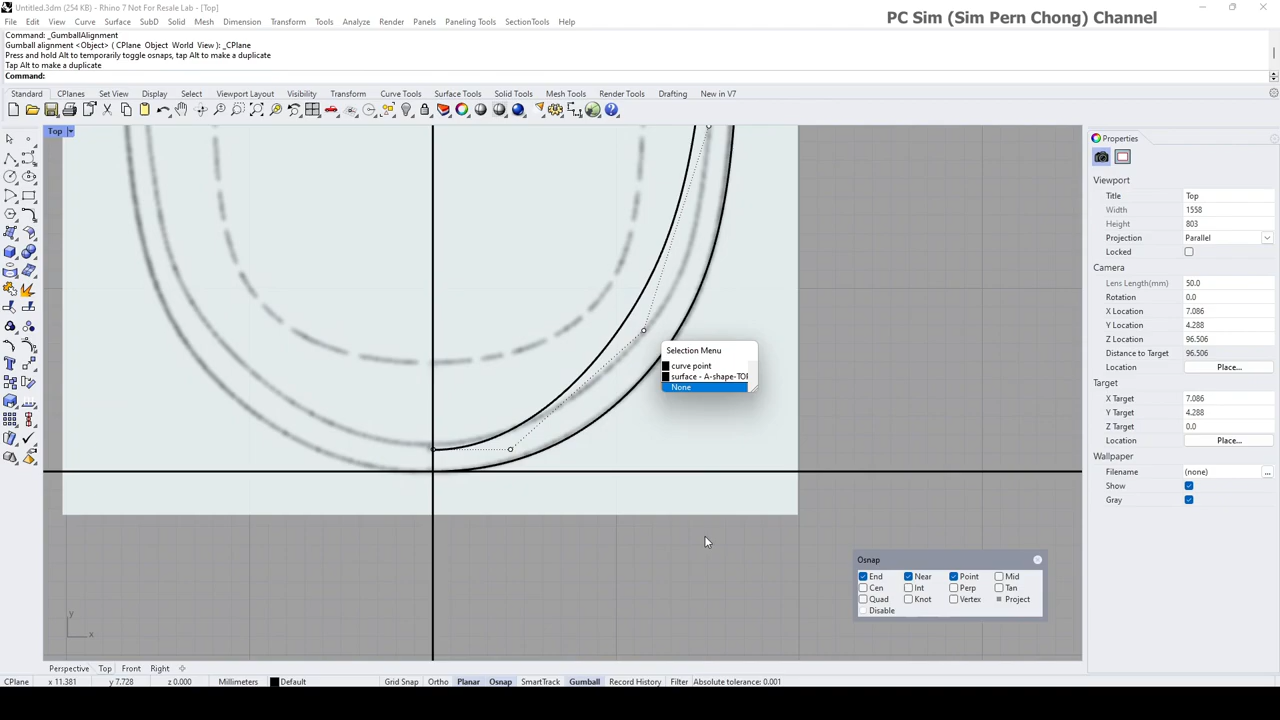 Untitled.3dm (254 KB) - Rhino 7 Not For Resale Lab - [Top]
PC Sim (Sim Pern Chong) Channel
File Edit View Curve Surface SubD Solid Mesh Dimension Transform Tools Analyze Render Panels Paneling Tools SectionTools Help
Command: _GumballAlignment
Gumball alignment <Object> ( CPlane Object World View ): _CPlane
Press and hold Alt to temporarily toggle osnaps, tap Alt to make a duplicate
Tap Alt to make a duplicate
Command:
Standard CPlanes Set View Display Select Viewport Layout Visibility Transform Curve Tools Surface Tools Solid Tools Mesh Tools Render Tools Drafting New in V7
Top
Properties
Viewport
Title Top
Width 1558
Height 803
Projection Parallel
Locked
Camera
Lens Length(mm) 50.0
Rotation 0.0
X Location 7.086
Y Location 4.288
Z Location 96.506
Distance to Target 96.506
Location Place...
Target
X Target 7.086
Y Target 4.288
Z Target 0.0
Location Place...
Wallpaper
Filename (none) ...
Show
Gray
Selection Menu
curve point
surface - A-shape-TOP
None
Osnap
End Near Point Mid
Cen Int Perp Tan
Quad Knot Vertex Project
Disable
y
x
Perspective Top Front Right
CPlane x 11.381 y 7.728 z 0.000 Millimeters Default Grid Snap Ortho Planar Osnap SmartTrack Gumball Record History Filter Absolute tolerance: 0.001